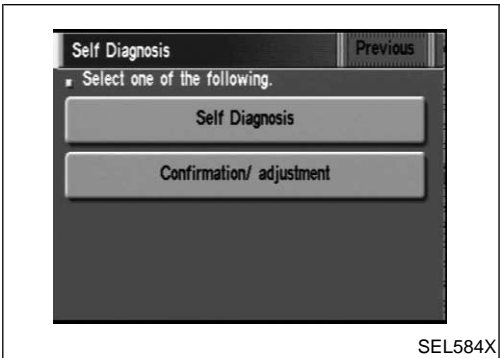 Self Diagnosis Previous
Select one of the following.
Self Diagnosis
Confirmation/ adjustment
SEL584X